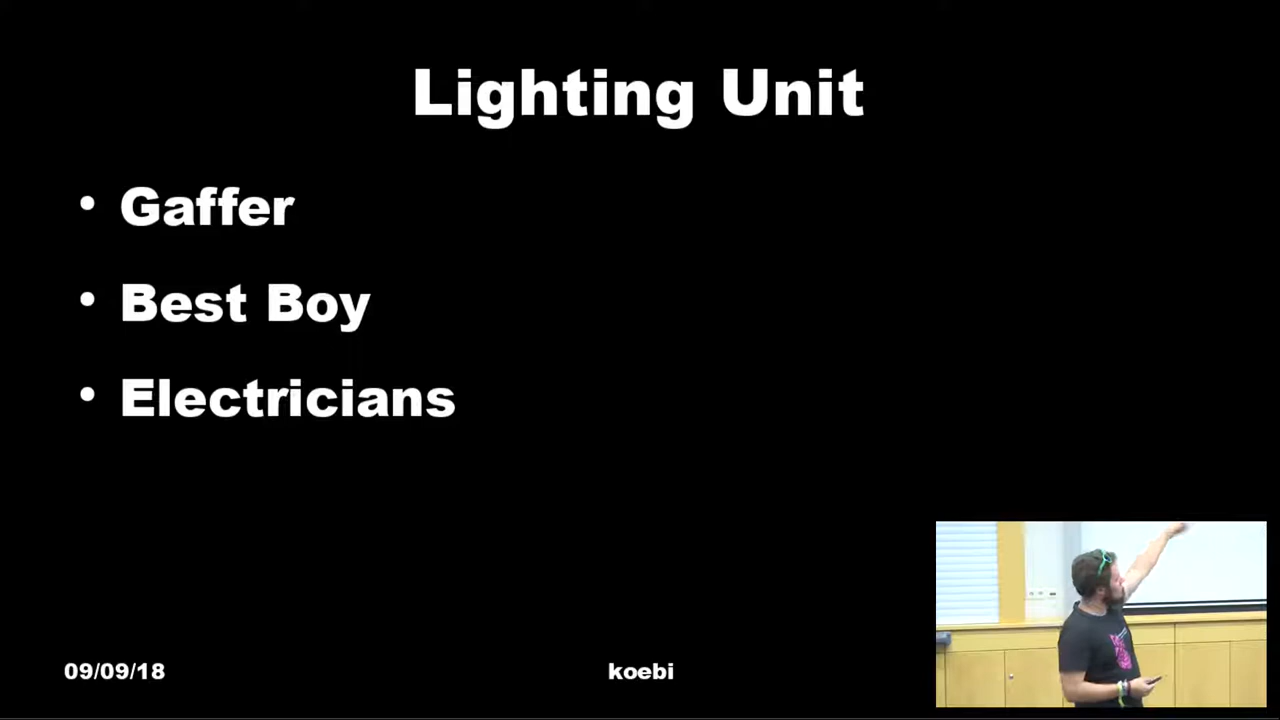 Lighting Unit
• Gaffer
• Best Boy
• Electricians
09/09/18
koebi